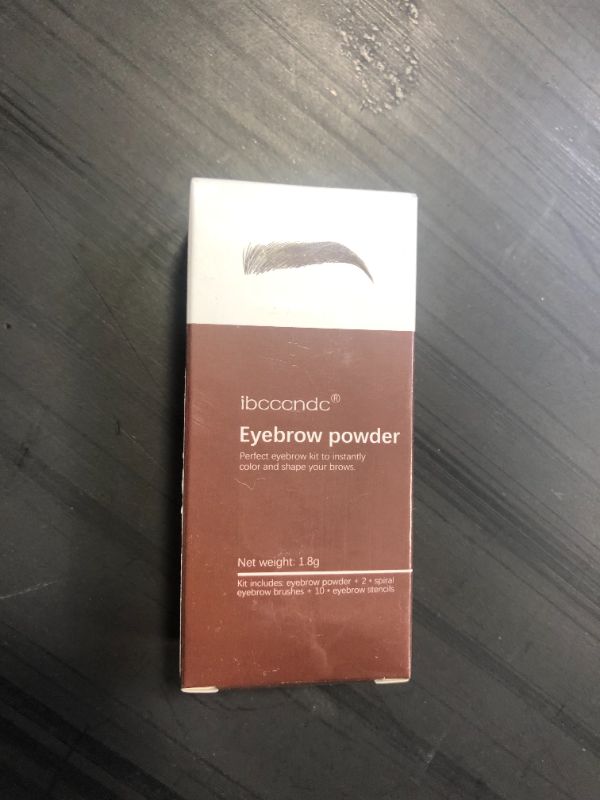 ibcccndc®
Eyebrow powder
Perfect eyebrow kit to instantly
color and shape your brows.
Net weight: 1.8g
Kit includes: eyebrow powder + 2 * spiral
eyebrow brushes + 10 * eyebrow stencils